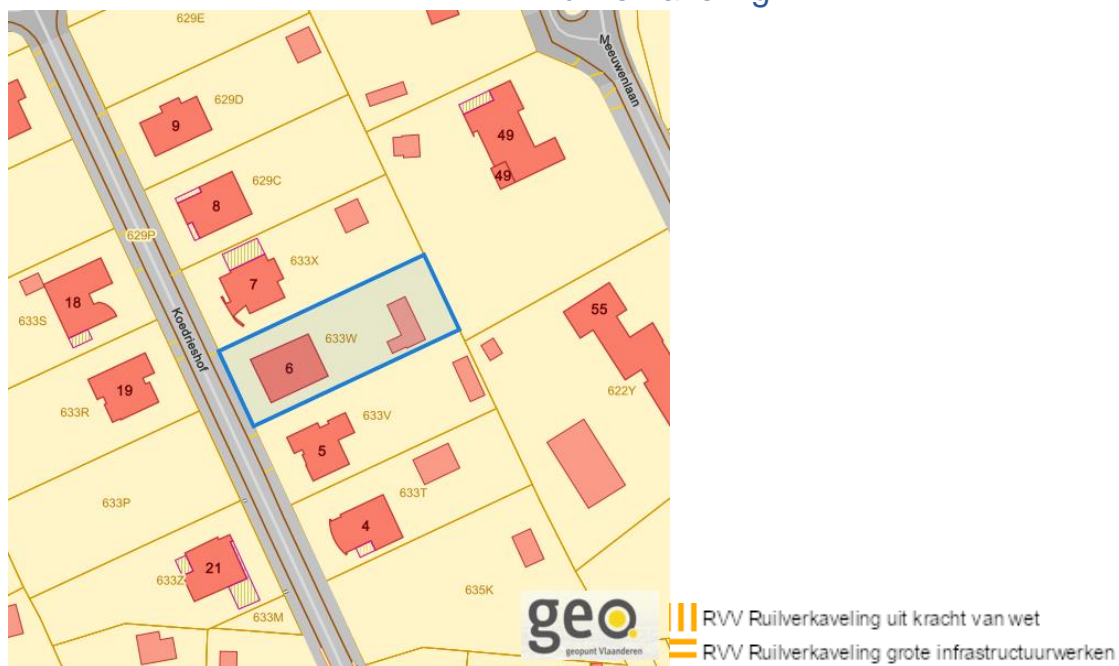 629E
Meeuwenlaan
629D
9
49
49
629C
8
629P
633X
7
18
633S
Koedrieshof
633W
6
55
19
633R
622Y
633V
5
633P
633T
4
21
633Z
635K
633M
geo
geopunt Vlaanderen
RVV Ruilverkaveling uit kracht van wet
RVV Ruilverkaveling grote infrastructuurwerken